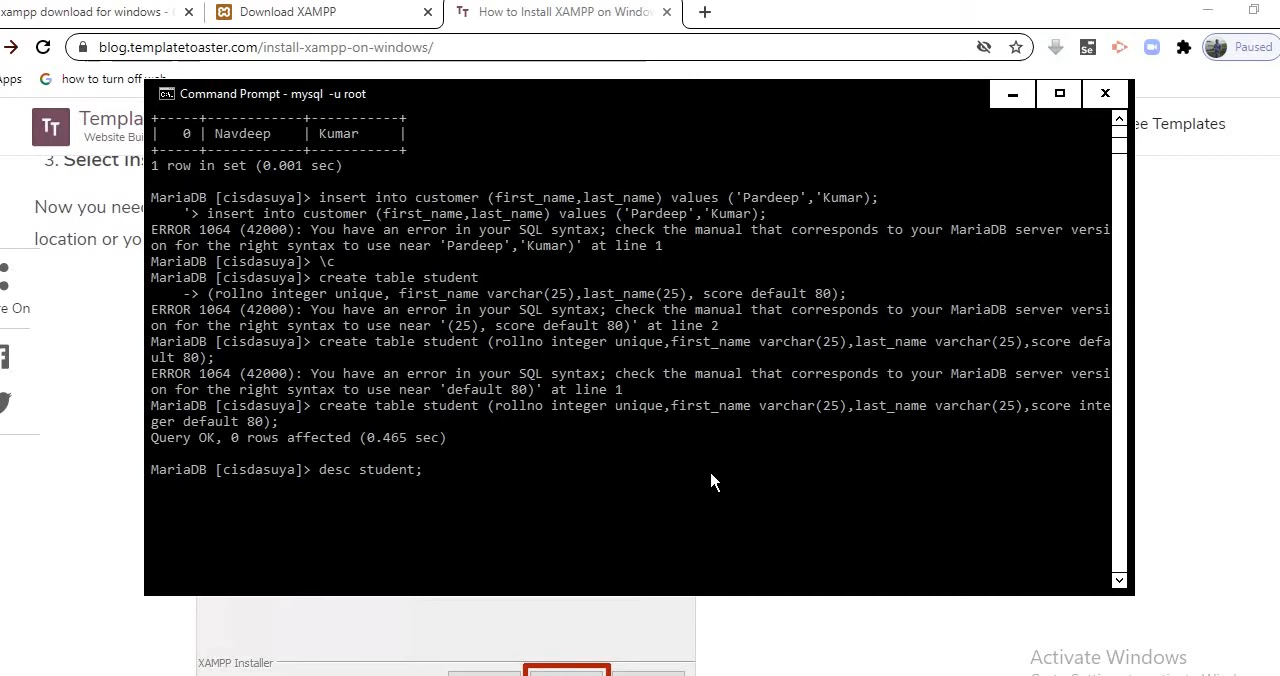 xampp download for windows -
Download XAMPP
How to Install XAMPP on Windo
blog.templatetoaster.com/install-xampp-on-windows/
Se
Paused
Apps
how to turn off web
Command Prompt - mysql  -u root
TT
Templa
Website Bui
ee Templates
3. Select Ins
Now you need
location or yo
re On
+-----+------------+-----------+
|   0 | Navdeep    | Kumar     |
+-----+------------+-----------+
1 row in set (0.001 sec)
MariaDB [cisdasuya]> insert into customer (first_name,last_name) values ('Pardeep','Kumar);
    '> insert into customer (first_name,last_name) values ('Pardeep','Kumar);
ERROR 1064 (42000): You have an error in your SQL syntax; check the manual that corresponds to your MariaDB server versi
on for the right syntax to use near 'Pardeep','Kumar)' at line 1
MariaDB [cisdasuya]> \c
MariaDB [cisdasuya]> create table student
    -> (rollno integer unique, first_name varchar(25),last_name(25), score default 80);
ERROR 1064 (42000): You have an error in your SQL syntax; check the manual that corresponds to your MariaDB server versi
on for the right syntax to use near '(25), score default 80)' at line 2
MariaDB [cisdasuya]> create table student (rollno integer unique,first_name varchar(25),last_name varchar(25),score defa
ult 80);
ERROR 1064 (42000): You have an error in your SQL syntax; check the manual that corresponds to your MariaDB server versi
on for the right syntax to use near 'default 80)' at line 1
MariaDB [cisdasuya]> create table student (rollno integer unique,first_name varchar(25),last_name varchar(25),score inte
ger default 80);
Query OK, 0 rows affected (0.465 sec)
MariaDB [cisdasuya]> desc student;
XAMPP Installer
Activate Windows